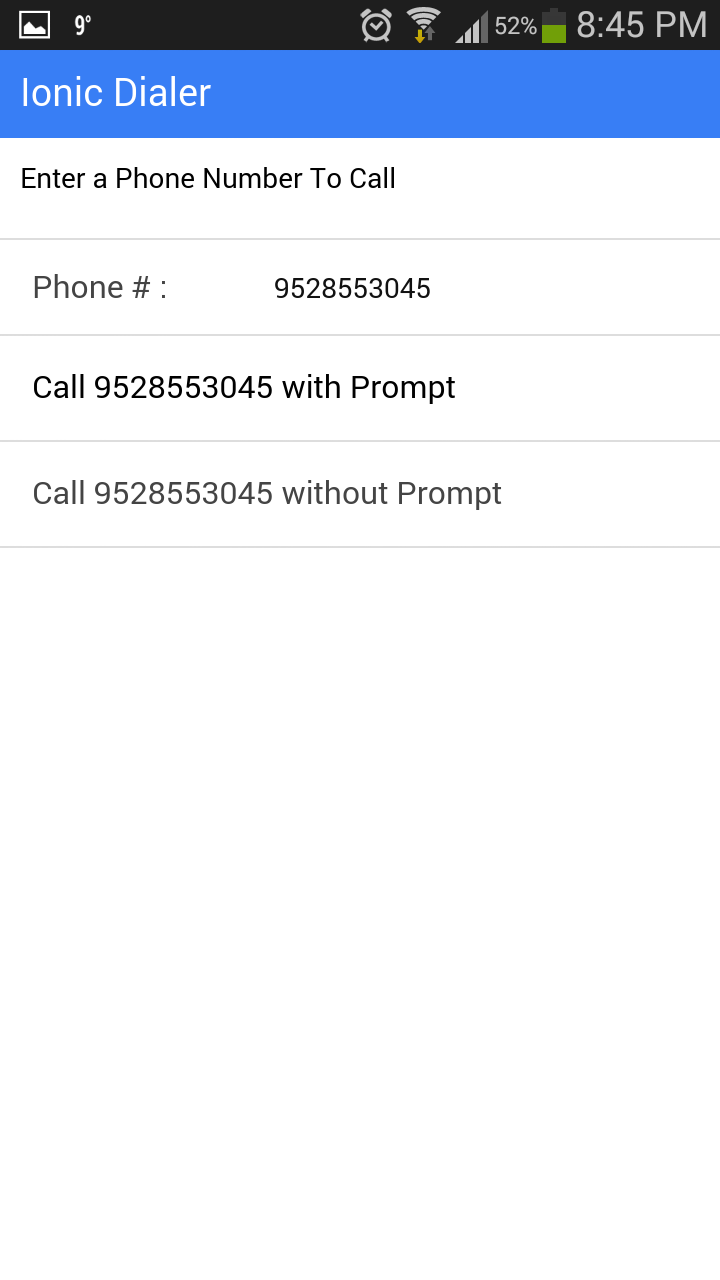 9° 52% 8:45 PM
Ionic Dialer
Enter a Phone Number To Call
Phone # : 9528553045
Call 9528553045 with Prompt
Call 9528553045 without Prompt